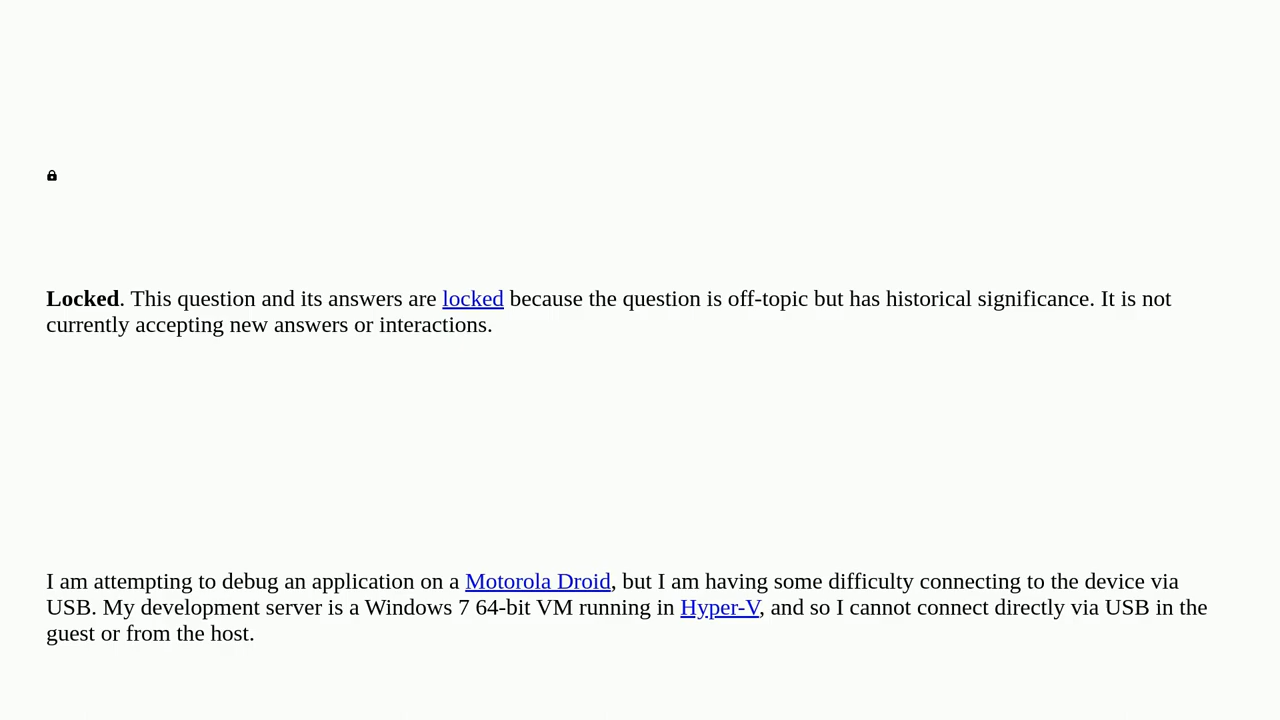 Locked. This question and its answers are locked because the question is off-topic but has historical significance. It is not
currently accepting new answers or interactions.
I am attempting to debug an application on a Motorola Droid, but I am having some difficulty connecting to the device via
USB. My development server is a Windows 7 64-bit VM running in Hyper-V, and so I cannot connect directly via USB in the
guest or from the host.